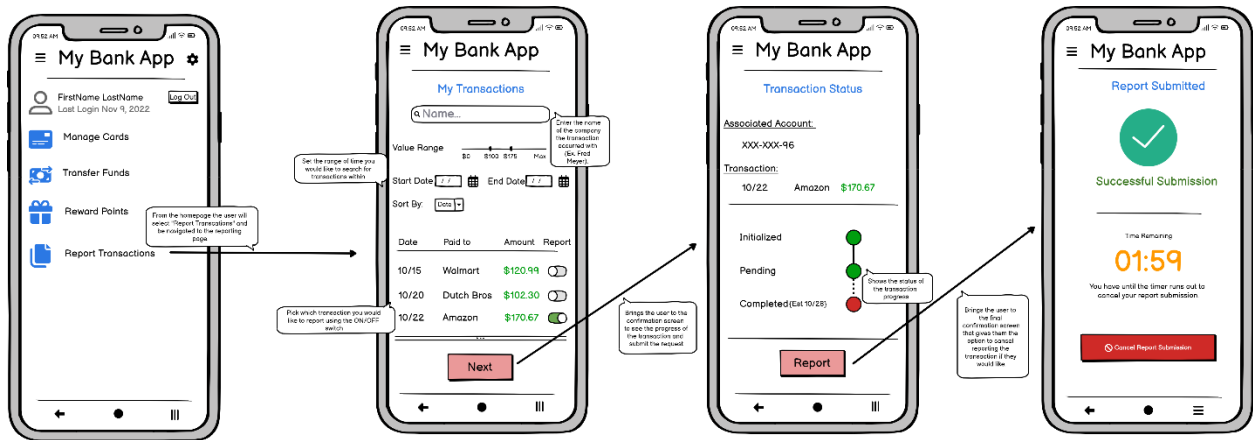 09:52 AM
My Bank App
FirstName LastName
Log Out
Last Login Nov 9, 2022
Manage Cards
Transfer Funds
Reward Points
Report Transactions
From the homepage the user will
select "Report Transcations" and
be navigated to the reporting
page
09:52 AM
My Bank App
My Transactions
Name...
Enter the name
of the company
the transaction
occurred with
(Ex. Fred
Meyer).
Value Range
$0 $100 $175 Max
Set the range of time you
would like to search for
transactions within
Start Date / / End Date / /
Sort By: Date
Date Paid to Amount Report
10/15 Walmart $120.99
10/20 Dutch Bros $102.30
10/22 Amazon $170.67
Pick which transaction you would
like to report using the ON/OFF
switch
Next
Brings the user to the
confirmation screen
to see the progress of
the transaction and
submit the request
09:52 AM
My Bank App
Transaction Status
Associated Account:
XXX-XXX-96
Transaction:
10/22 Amazon $170.67
Initialized
Pending
Completed(Est 10/28)
Shows the status of
the transaction
progress
Report
Brings the user to
the final
confirmation screen
that gives them the
option to cancel
reporting the
transaction if they
would like
09:52 AM
My Bank App
Report Submitted
Successful Submission
Time Remaining
01:59
You have until the timer runs out to
cancel your report submission
Cancel Report Submission